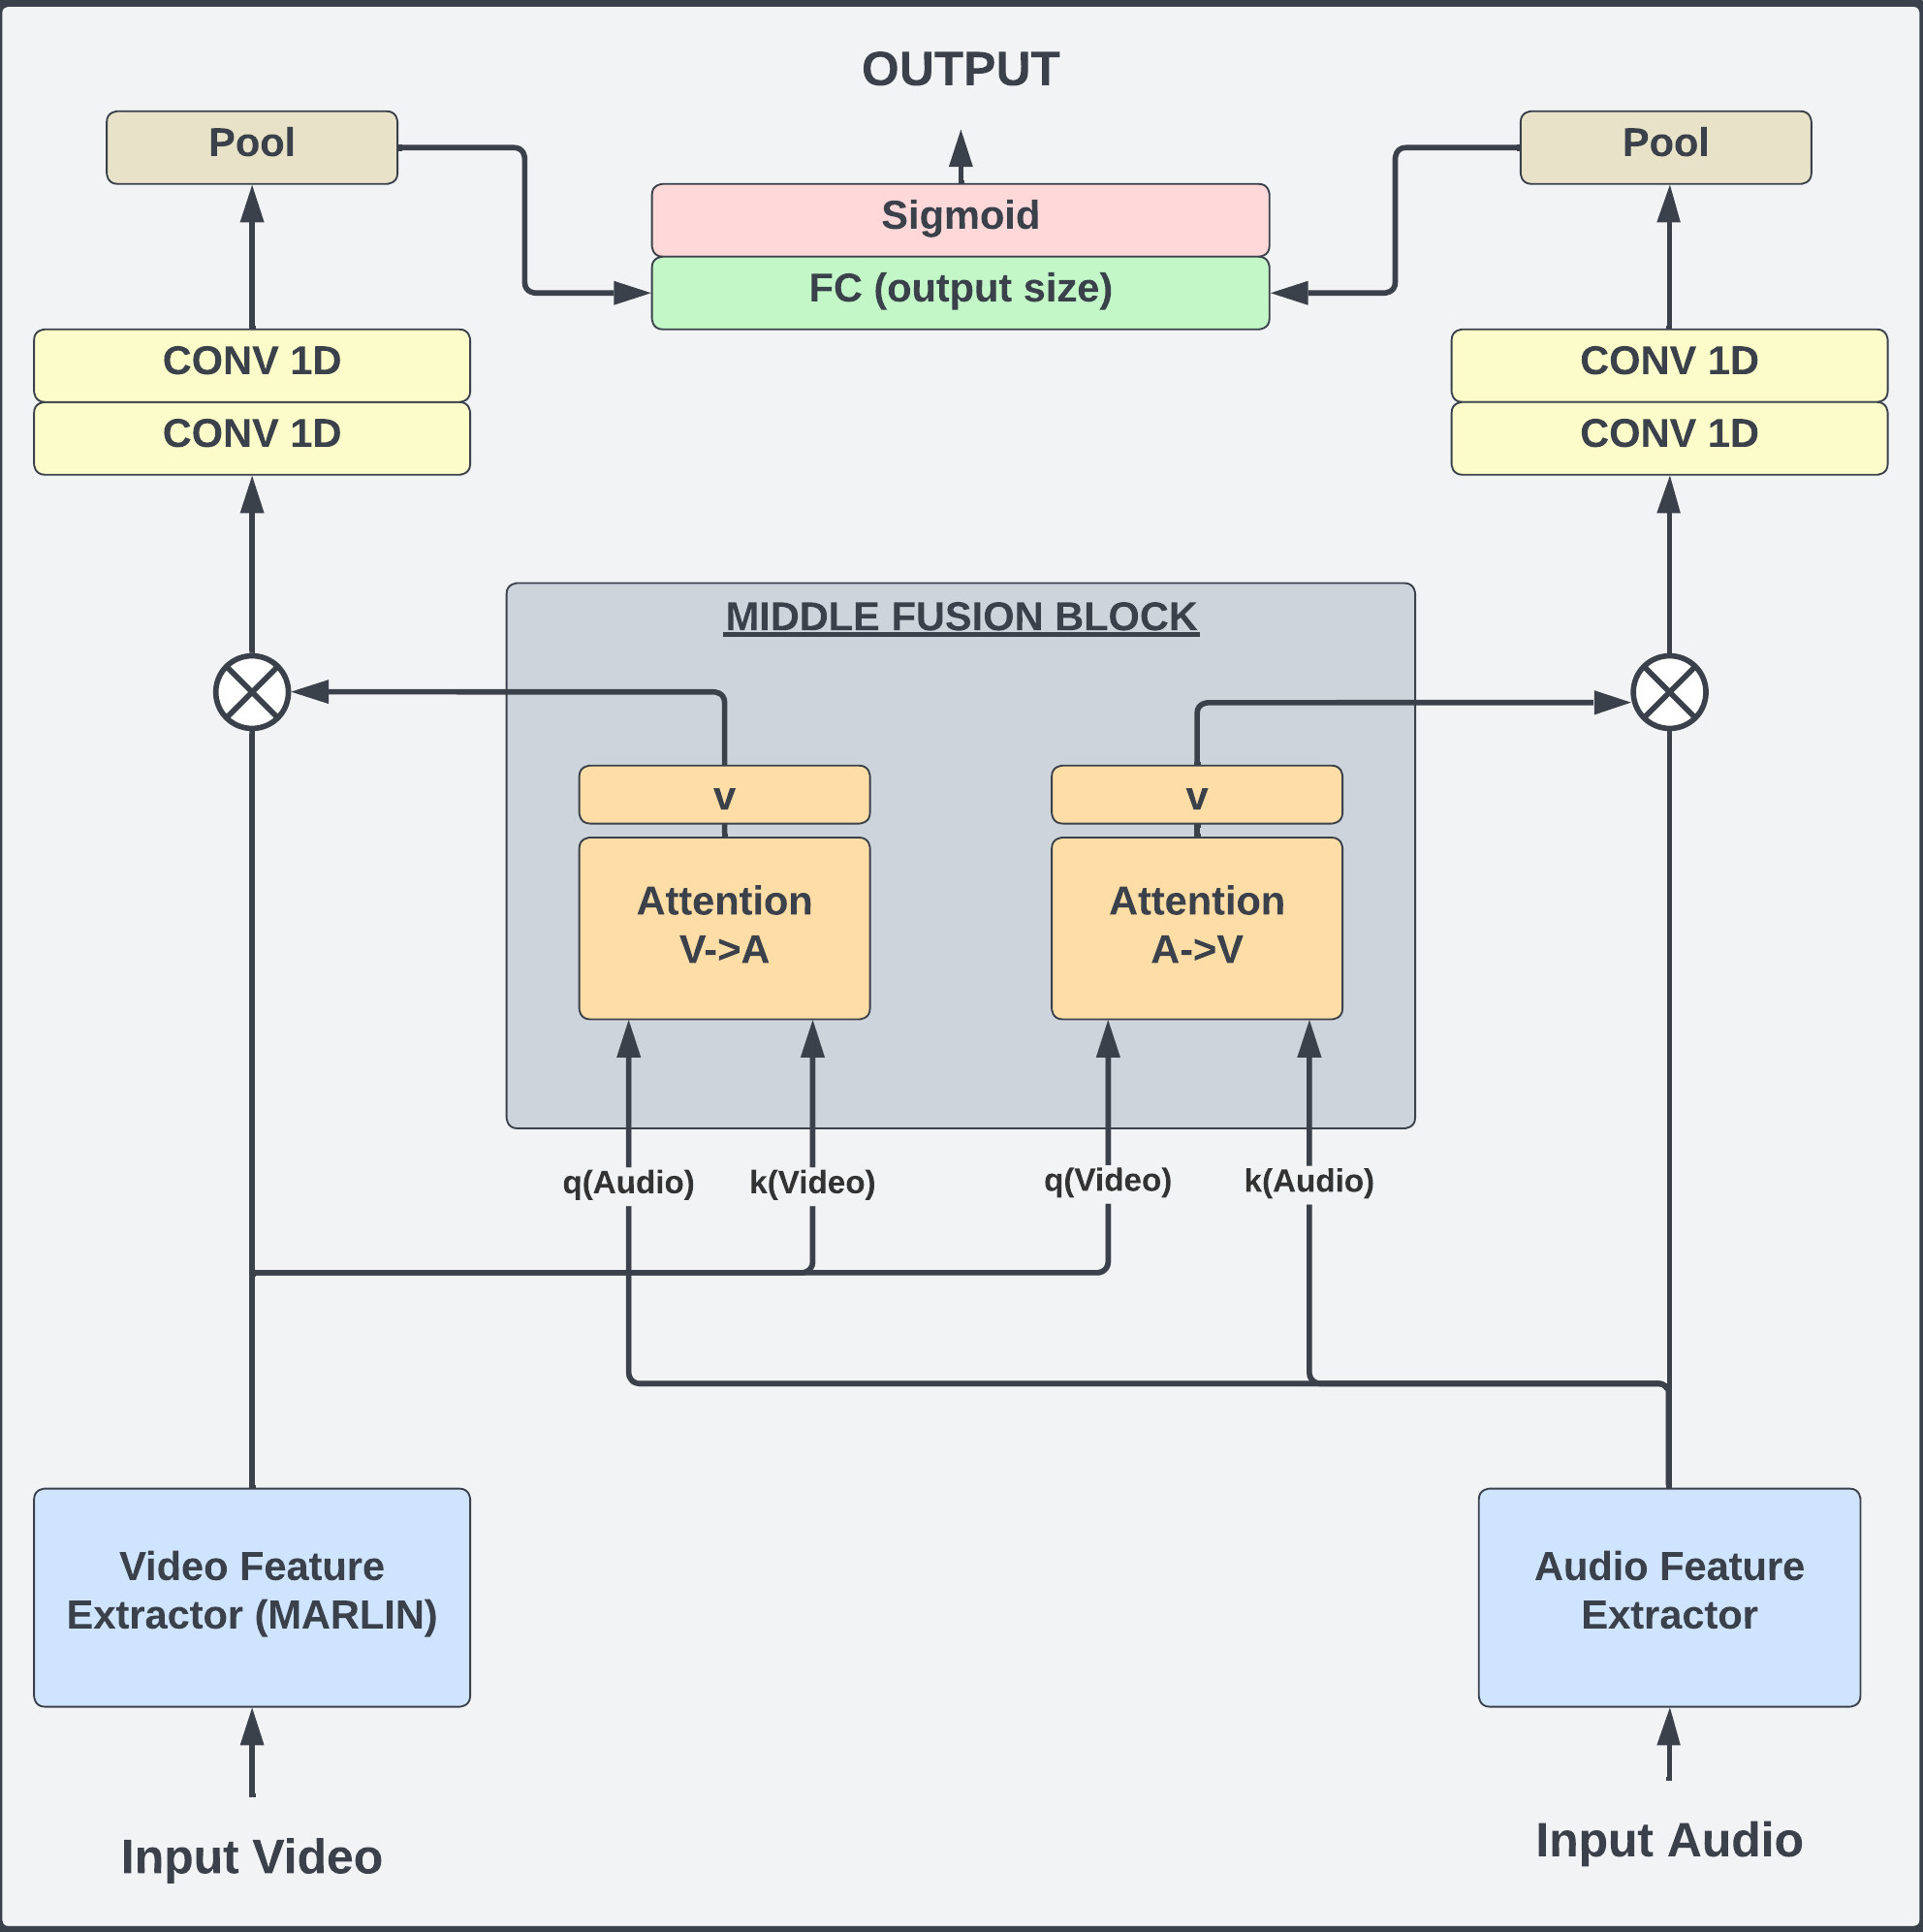 OUTPUT
Pool
Pool
Sigmoid
FC (output size)
CONV 1D
CONV 1D
CONV 1D
CONV 1D
MIDDLE FUSION BLOCK
v
v
Attention
V->A
Attention
A->V
q(Audio)
k(Video)
q(Video)
k(Audio)
Video Feature
Extractor (MARLIN)
Audio Feature
Extractor
Input Video
Input Audio